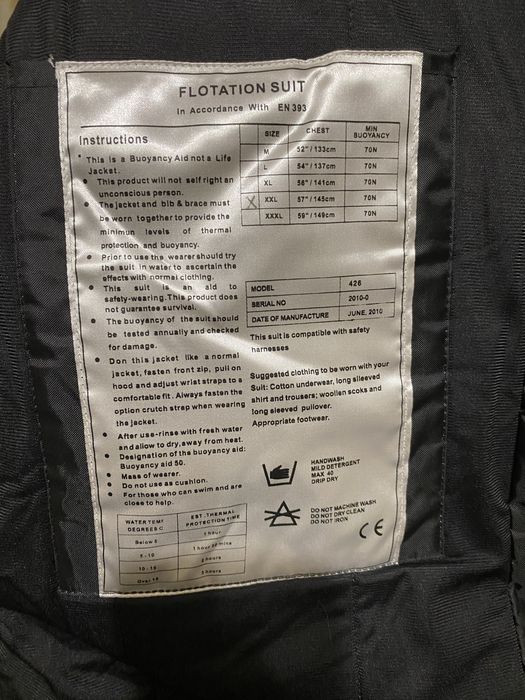 FLOTATION SUIT
In Accordance With EN 393
Instructions
* This is a Buoyancy Aid not a Life
Jacket.
• This product will not self right an
unconscious person.
• The jacket and bib & brace must
be worn together to provide the
minimun levels of thermal
protection and buoyancy.
• Prior to use the wearer should try
the suit in water to ascertain the
effects with normal clothing.
• This suit is an aid to
safety-wearing. This product does
not guarantee survival.
• The buoyancy of the suit should
be tested annually and checked
for damage.
• Don this jacket like a normal
jacket, fasten front zip, pull on
hood and adjust wrist straps to a
comfortable fit. Always fasten the
option crutch strap when wearing
the jacket.
• After use-rinse with fresh water
and allow to dry, away from heat.
• Designation of the buoyancy aid:
Buoyancy aid 50.
• Mass of wearer.
• Do not use as cushion.
• For those who can swim and are
close to help.
WATER TEMP DEGREES C EST. THERMAL PROTECTION TIME
Below 5 1 hour
5 - 10 1 hour mins
10 - 15 2 hours
Over 15 3 hours
SIZE CHEST MIN BUOYANCY
M 52" / 133cm 70N
L 54" / 137cm 70N
XL 56" / 141cm 70N
X XXL 57" / 145cm 70N
XXXL 59" / 149cm 70N
MODEL 426
SERIAL NO 2010-0
DATE OF MANUFACTURE JUNE, 2010
This suit is compatible with safety
harnesses
Suggested clothing to be worn with your
Suit: Cotton underwear, long sleeved
shirt and trousers; woollen socks and
long sleeved pullover.
Appropriate footwear.
HANDWASH
MILD DETERGENT
MAX 40
DRIP DRY
DO NOT MACHINE WASH
DO NOT DRY CLEAN
DO NOT IRON
CE